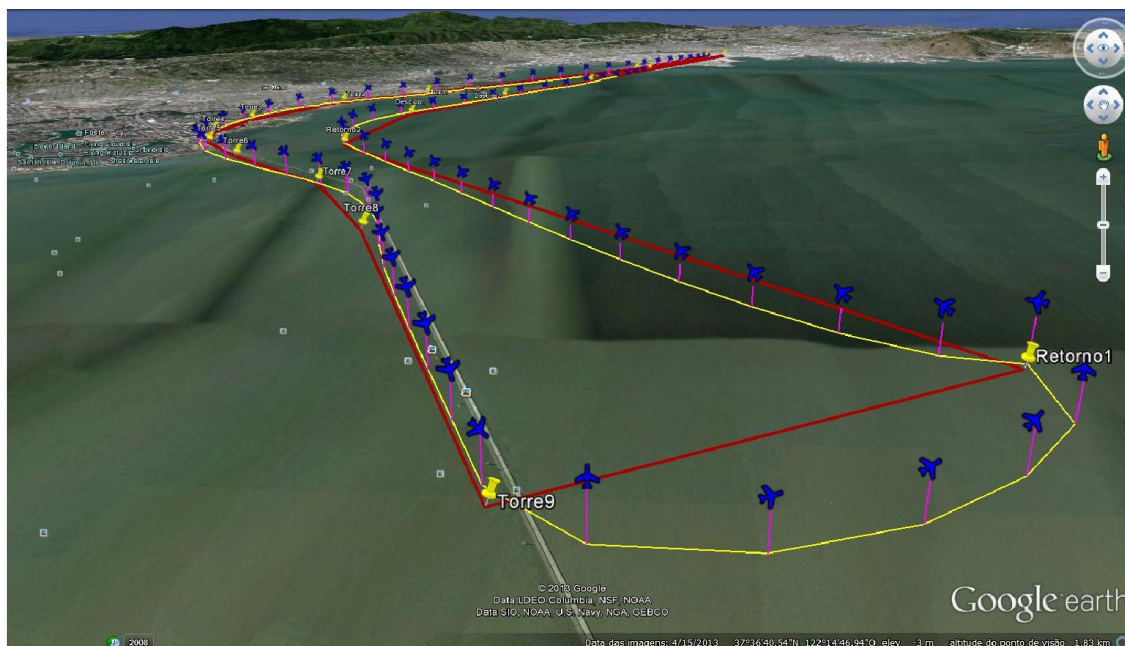 Retorno2
Foster City
Torre6
Torre7
Torre8
Retorno1
Torre9
© 2013 Google
Data LDEO-Columbia, NSF, NOAA
Data SIO, NOAA, U.S. Navy, NGA, GEBCO
Google earth
2008
Data das imagens: 4/15/2013 37°36'40.54"N 122°14'46.94"O elev -3 m altitude do ponto de visão 1.83 km